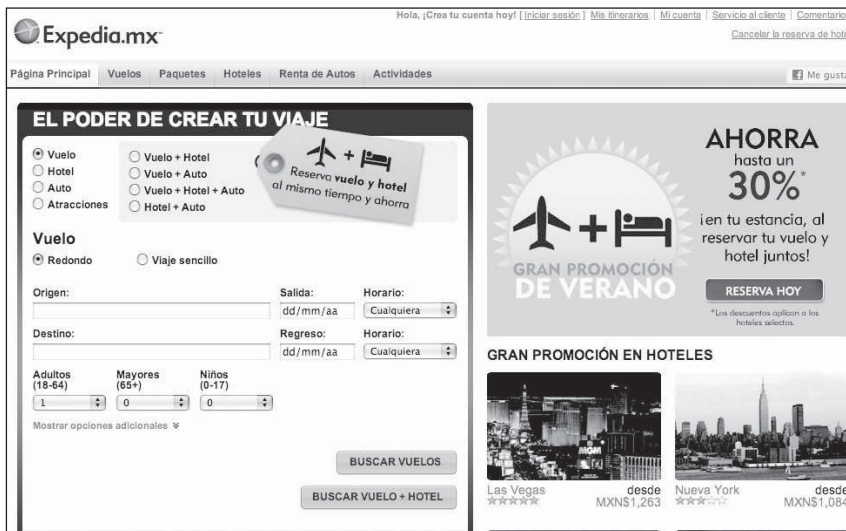 Hola, ¡Crea tu cuenta hoy! [ Iniciar sesión ] Mis itinerarios Mi cuenta Servicio al cliente Comentario
Expedia.mx
Cancelar la reserva de hote
Página Principal Vuelos Paquetes Hoteles Renta de Autos Actividades Me gusta
EL PODER DE CREAR TU VIAJE
Vuelo
Hotel
Auto
Atracciones
Vuelo + Hotel
Vuelo + Auto
Vuelo + Hotel + Auto
Hotel + Auto
+
Reserva vuelo y hotel
al mismo tiempo y ahorra
Vuelo
Redondo Viaje sencillo
Origen: Salida: Horario:
dd/mm/aa Cualquiera
Destino: Regreso: Horario:
dd/mm/aa Cualquiera
Adultos Mayores Niños
(18-64) (65+) (0-17)
1 0 0
Mostrar opciones adicionales
BUSCAR VUELOS
BUSCAR VUELO + HOTEL
+
GRAN PROMOCIÓN
DE VERANO
AHORRA
hasta un
30%*
¡en tu estancia, al
reservar tu vuelo y
hotel juntos!
RESERVA HOY
*Los descuentos aplican a los
hoteles selectos.
GRAN PROMOCIÓN EN HOTELES
MGM
Las Vegas desde
MXN$1,263
Nueva York desde
MXN$1,084